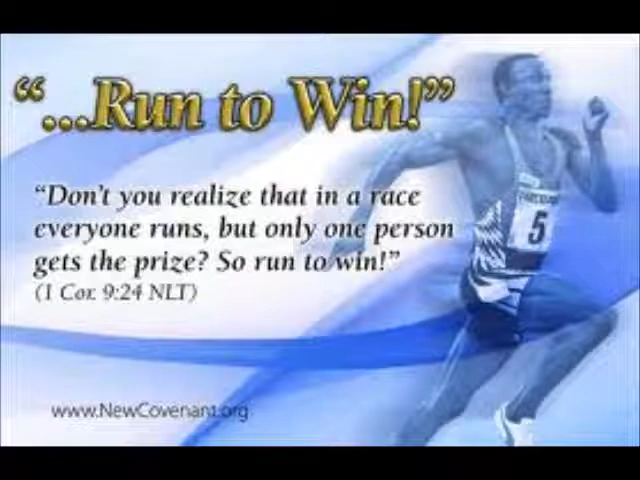 “...Run to Win!”
“Don't you realize that in a race
everyone runs, but only one person
gets the prize? So run to win!”
(1 Cor. 9:24 NLT)
5
www.NewCovenant.org